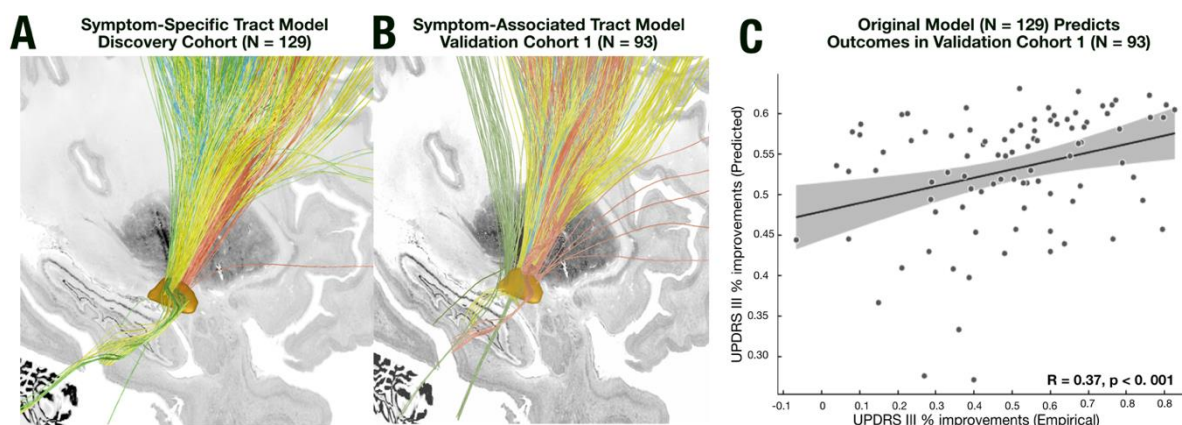 A
Symptom-Specific Tract Model
Discovery Cohort (N = 129)
B
Symptom-Associated Tract Model
Validation Cohort 1 (N = 93)
C
Original Model (N = 129) Predicts
Outcomes in Validation Cohort 1 (N = 93)
UPDRS III % improvements (Predicted)
0.60
0.55
0.50
0.45
0.40
0.35
0.30
R = 0.37, p < 0. 001
-0.1 0 0.1 0.2 0.3 0.4 0.5 0.6 0.7 0.8
UPDRS III % improvements (Empirical)